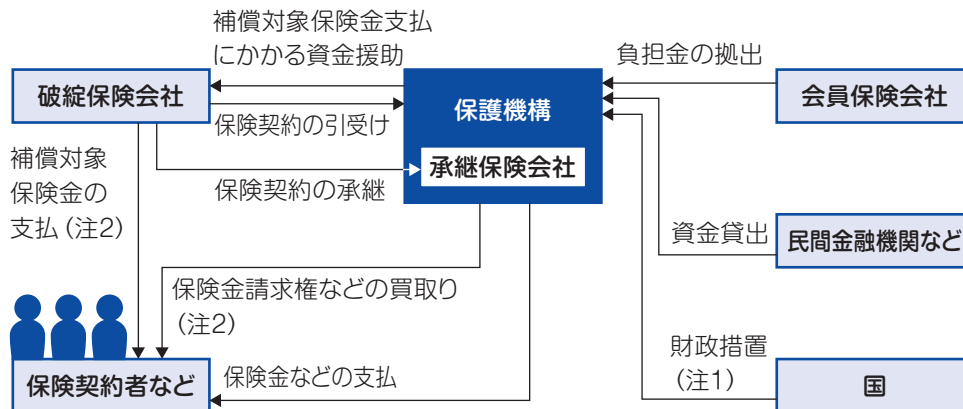 補償対象保険金支払
にかかる資金援助
負担金の拠出
破綻保険会社
保護機構
会員保険会社
保険契約の引受け
承継保険会社
補償対象
保険金の
支払（注2）
保険契約の承継
資金貸出
民間金融機関など
保険金請求権などの買取り
（注2）
財政措置
（注1）
保険契約者など
保険金などの支払
国